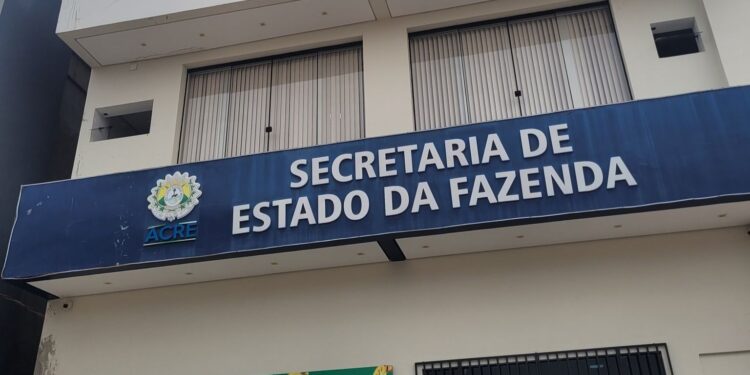 SECRETARIA DE
ESTADO DA FAZENDA
ACRE